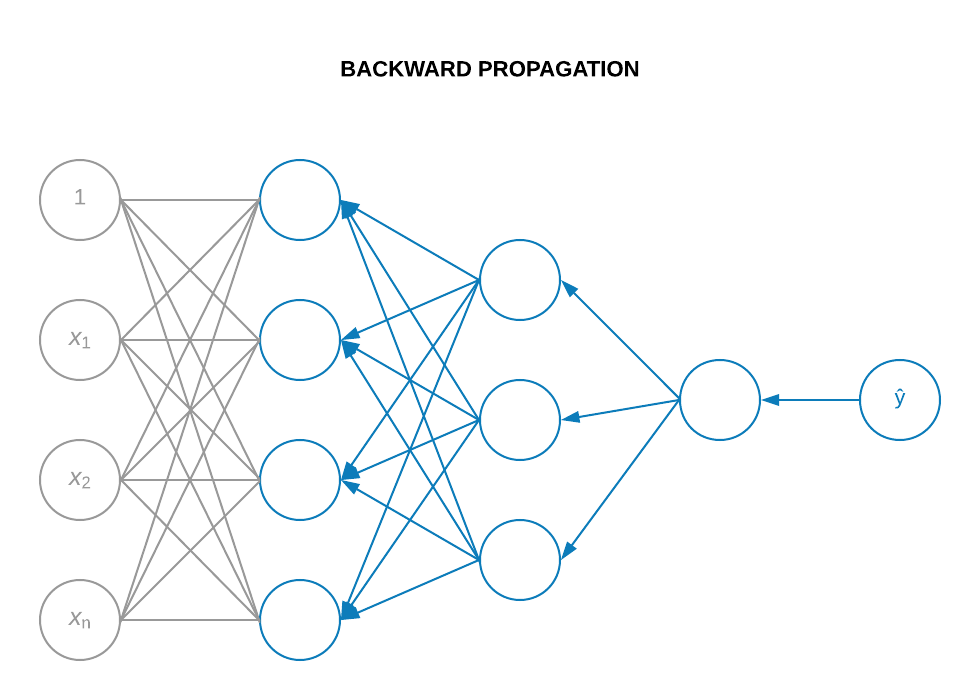 BACKWARD PROPAGATION
1
x₁
x₂
xₙ
ŷ